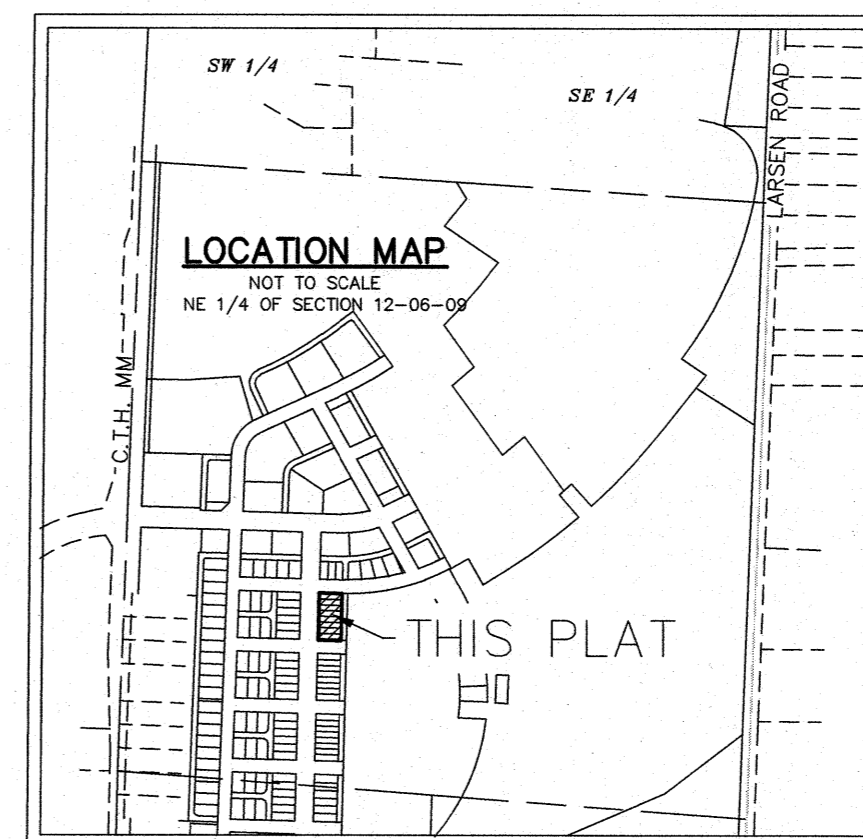 SW 1/4
SE 1/4
LARSEN ROAD
LOCATION MAP
NOT TO SCALE
NE 1/4 OF SECTION 12-06-09
C.T.H. MM
THIS PLAT